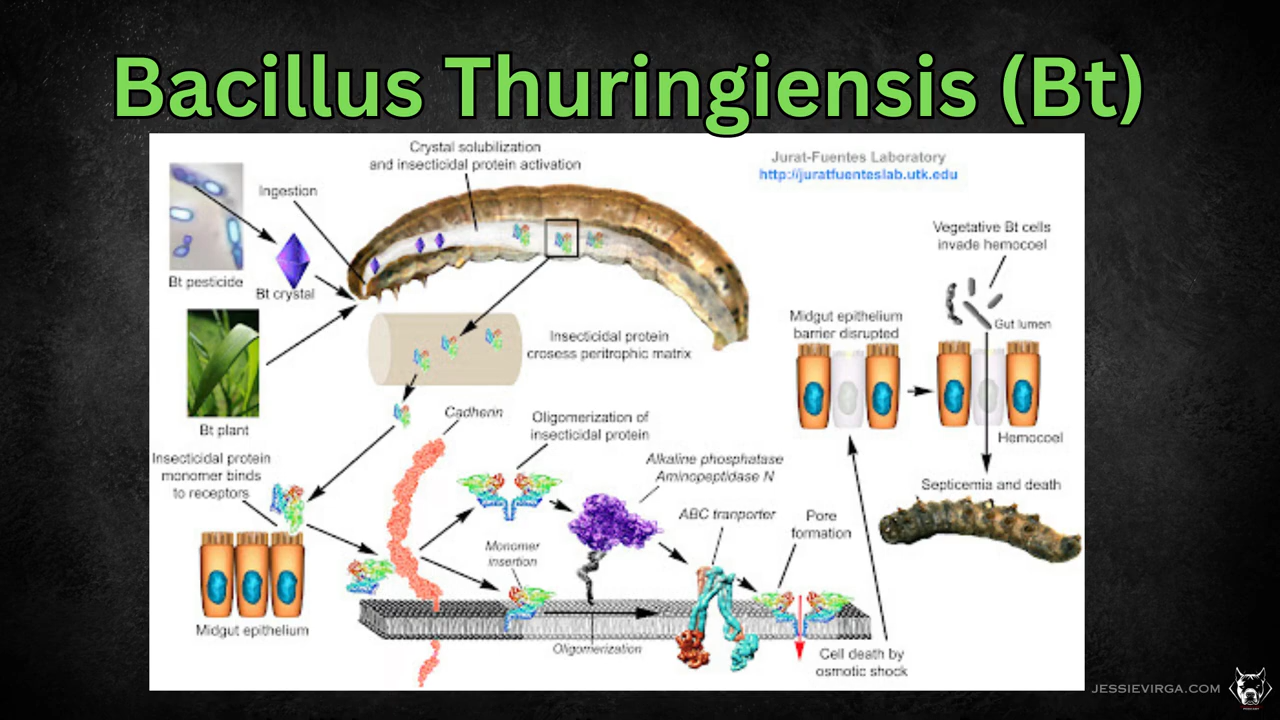 Bacillus Thuringiensis (Bt)
Crystal solubilization
and insecticidal protein activation
Jurat-Fuentes Laboratory
http://juratfuenteslab.utk.edu
Ingestion
Bt pesticide
Bt crystal
Vegetative Bt cells
invade hemocoel
Midgut epithelium
barrier disrupted
Gut lumen
Insecticidal protein
crosess peritrophic matrix
Bt plant
Cadherin
Oligomerization of
insecticidal protein
Hemocoel
Insecticidal protein
monomer binds
to receptors
Alkaline phosphatase
Aminopeptidase N
Septicemia and death
ABC tranporter
Pore
formation
Monomer
insertion
Midgut epithelium
Oligomerization
Cell death by
osmotic shock
JESSIEVIRGA.COM